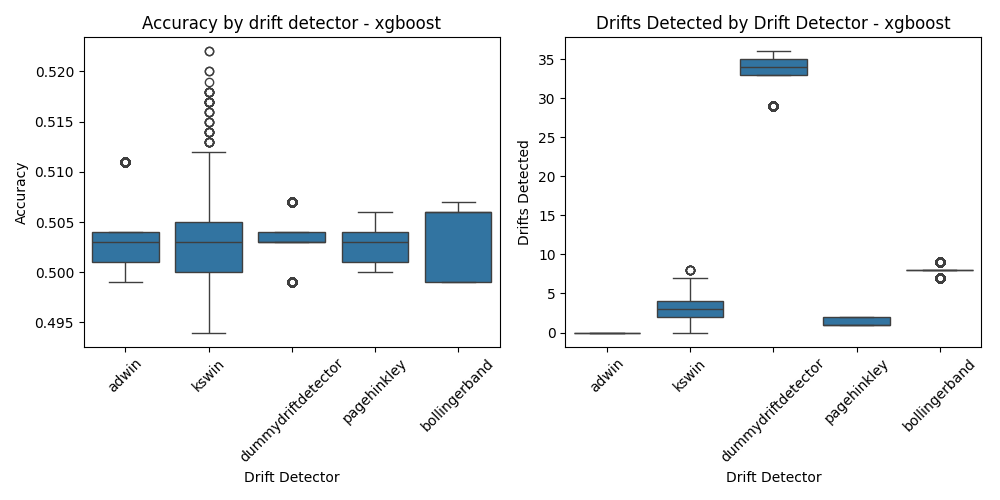 Accuracy by drift detector - xgboost
Accuracy
0.520
0.515
0.510
0.505
0.500
0.495
adwin
kswin
dummydriftdetector
pagehinkley
bollingerband
Drift Detector
Drifts Detected by Drift Detector - xgboost
Drifts Detected
35
30
25
20
15
10
5
0
adwin
kswin
dummydriftdetector
pagehinkley
bollingerband
Drift Detector